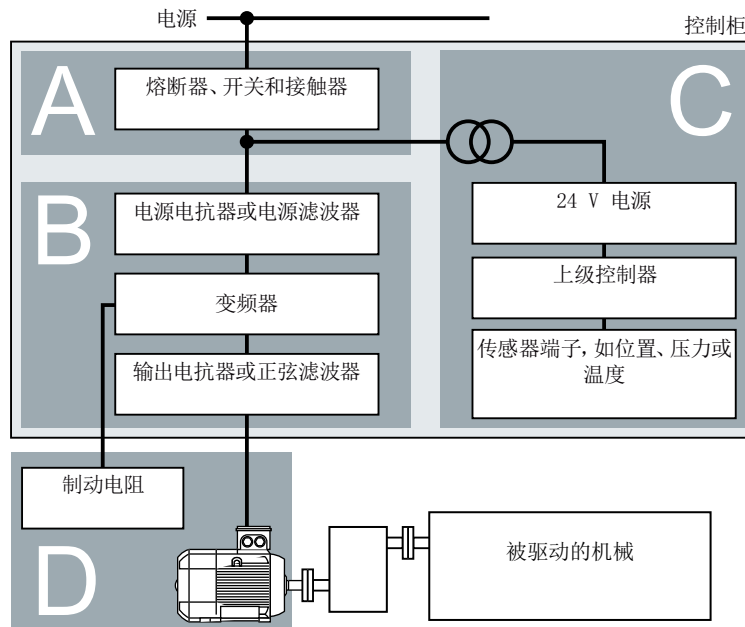 电源
控制柜
A
熔断器、开关和接触器
C
B
电源电抗器或电源滤波器
24 V 电源
变频器
上级控制器
输出电抗器或正弦滤波器
传感器端子,如位置、压力或
温度
制动电阻
D
被驱动的机械